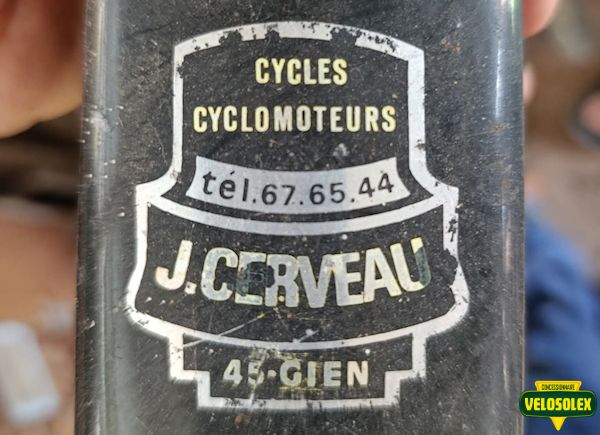 CYCLES
CYCLOMOTEURS
tél.67.65.44
J.CERVEAU
45-GIEN
CONCESSIONNAIRE
VELOSOLEX